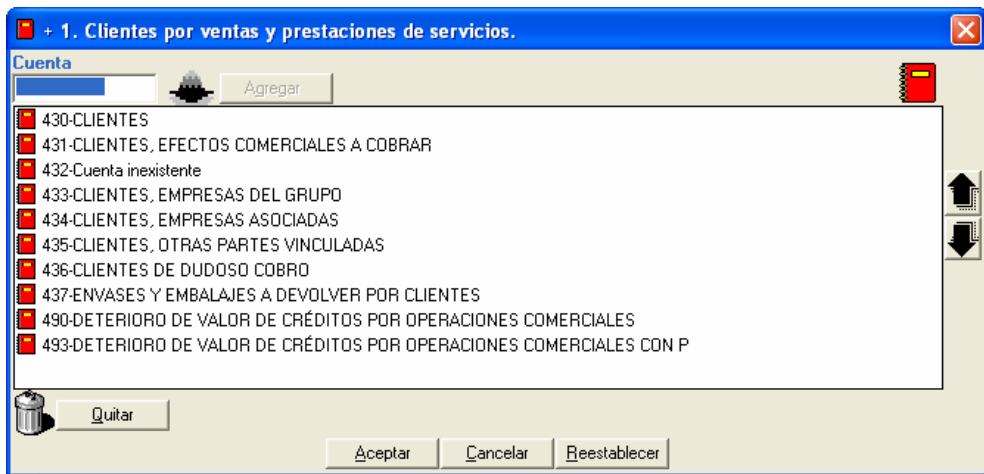 + 1. Clientes por ventas y prestaciones de servicios.
Cuenta
Agregar
430-CLIENTES
431-CLIENTES, EFECTOS COMERCIALES A COBRAR
432-Cuenta inexistente
433-CLIENTES, EMPRESAS DEL GRUPO
434-CLIENTES, EMPRESAS ASOCIADAS
435-CLIENTES, OTRAS PARTES VINCULADAS
436-CLIENTES DE DUDOSO COBRO
437-ENVASES Y EMBALAJES A DEVOLVER POR CLIENTES
490-DETERIORO DE VALOR DE CRÉDITOS POR OPERACIONES COMERCIALES
493-DETERIORO DE VALOR DE CRÉDITOS POR OPERACIONES COMERCIALES CON P
Quitar
Aceptar Cancelar Reestablecer